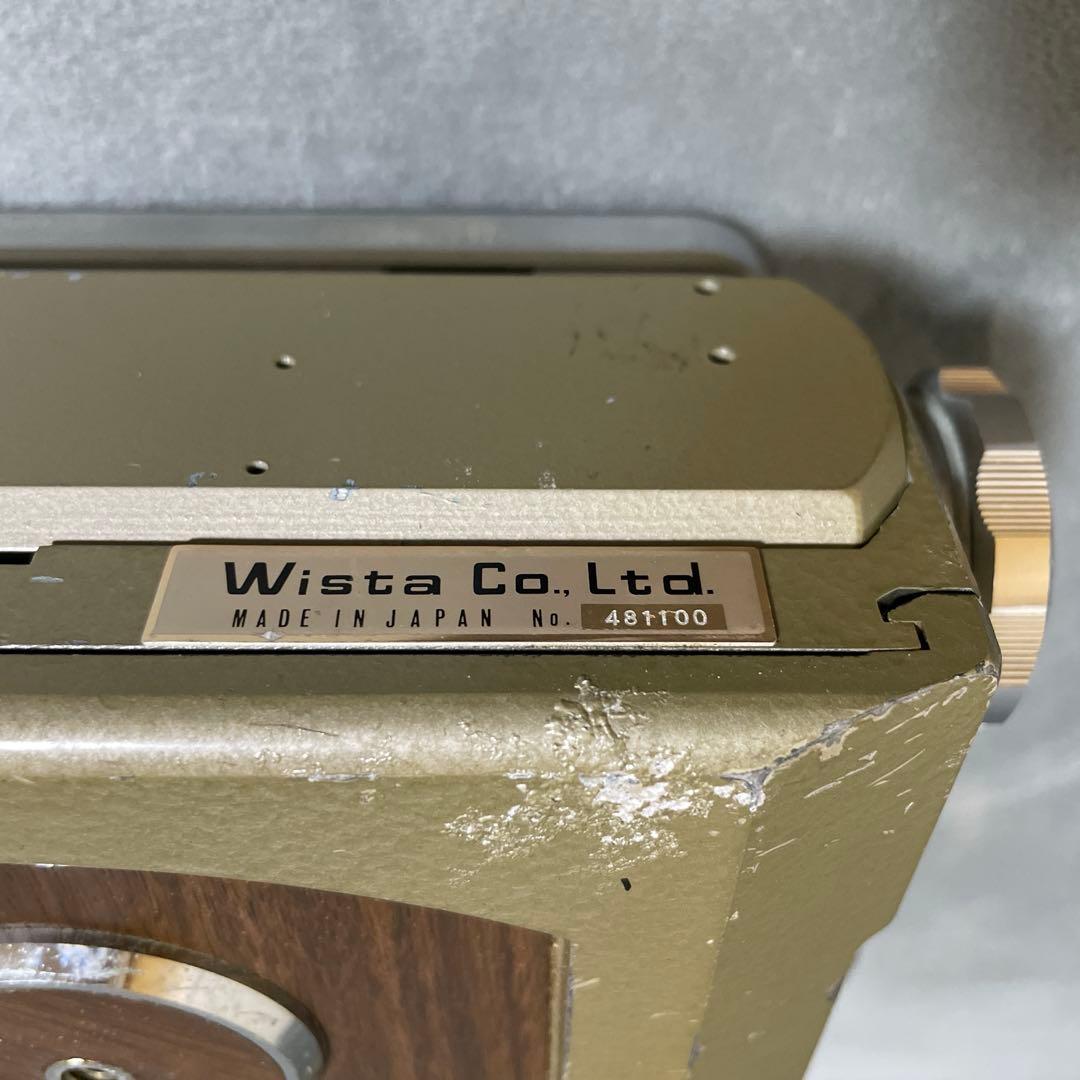 Wista Co., Ltd.
MADE IN JAPAN No. 481100